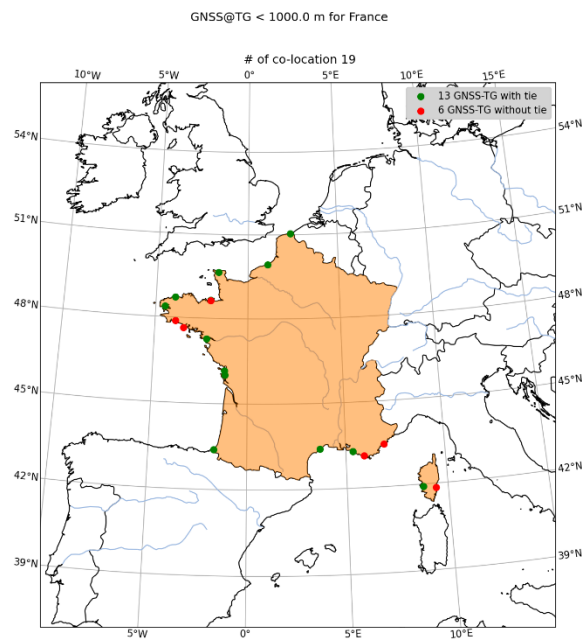 GNSS@TG < 1000.0 m for France
# of co-location 19
10°W 5°W 0° 5°E 10°E 15°E
13 GNSS-TG with tie
6 GNSS-TG without tie
54°N 54°N
51°N 51°N
48°N 48°N
45°N 45°N
42°N 42°N
39°N 39°N
5°W 0° 5°E 10°E